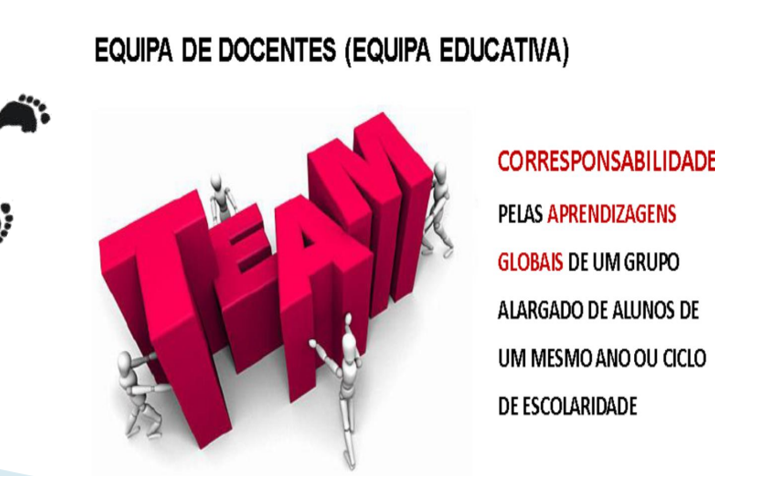 EQUIPA DE DOCENTES (EQUIPA EDUCATIVA)
TEAM
CORRESPONSABILIDADE
PELAS APRENDIZAGENS
GLOBAIS DE UM GRUPO
ALARGADO DE ALUNOS DE
UM MESMO ANO OU CICLO
DE ESCOLARIDADE